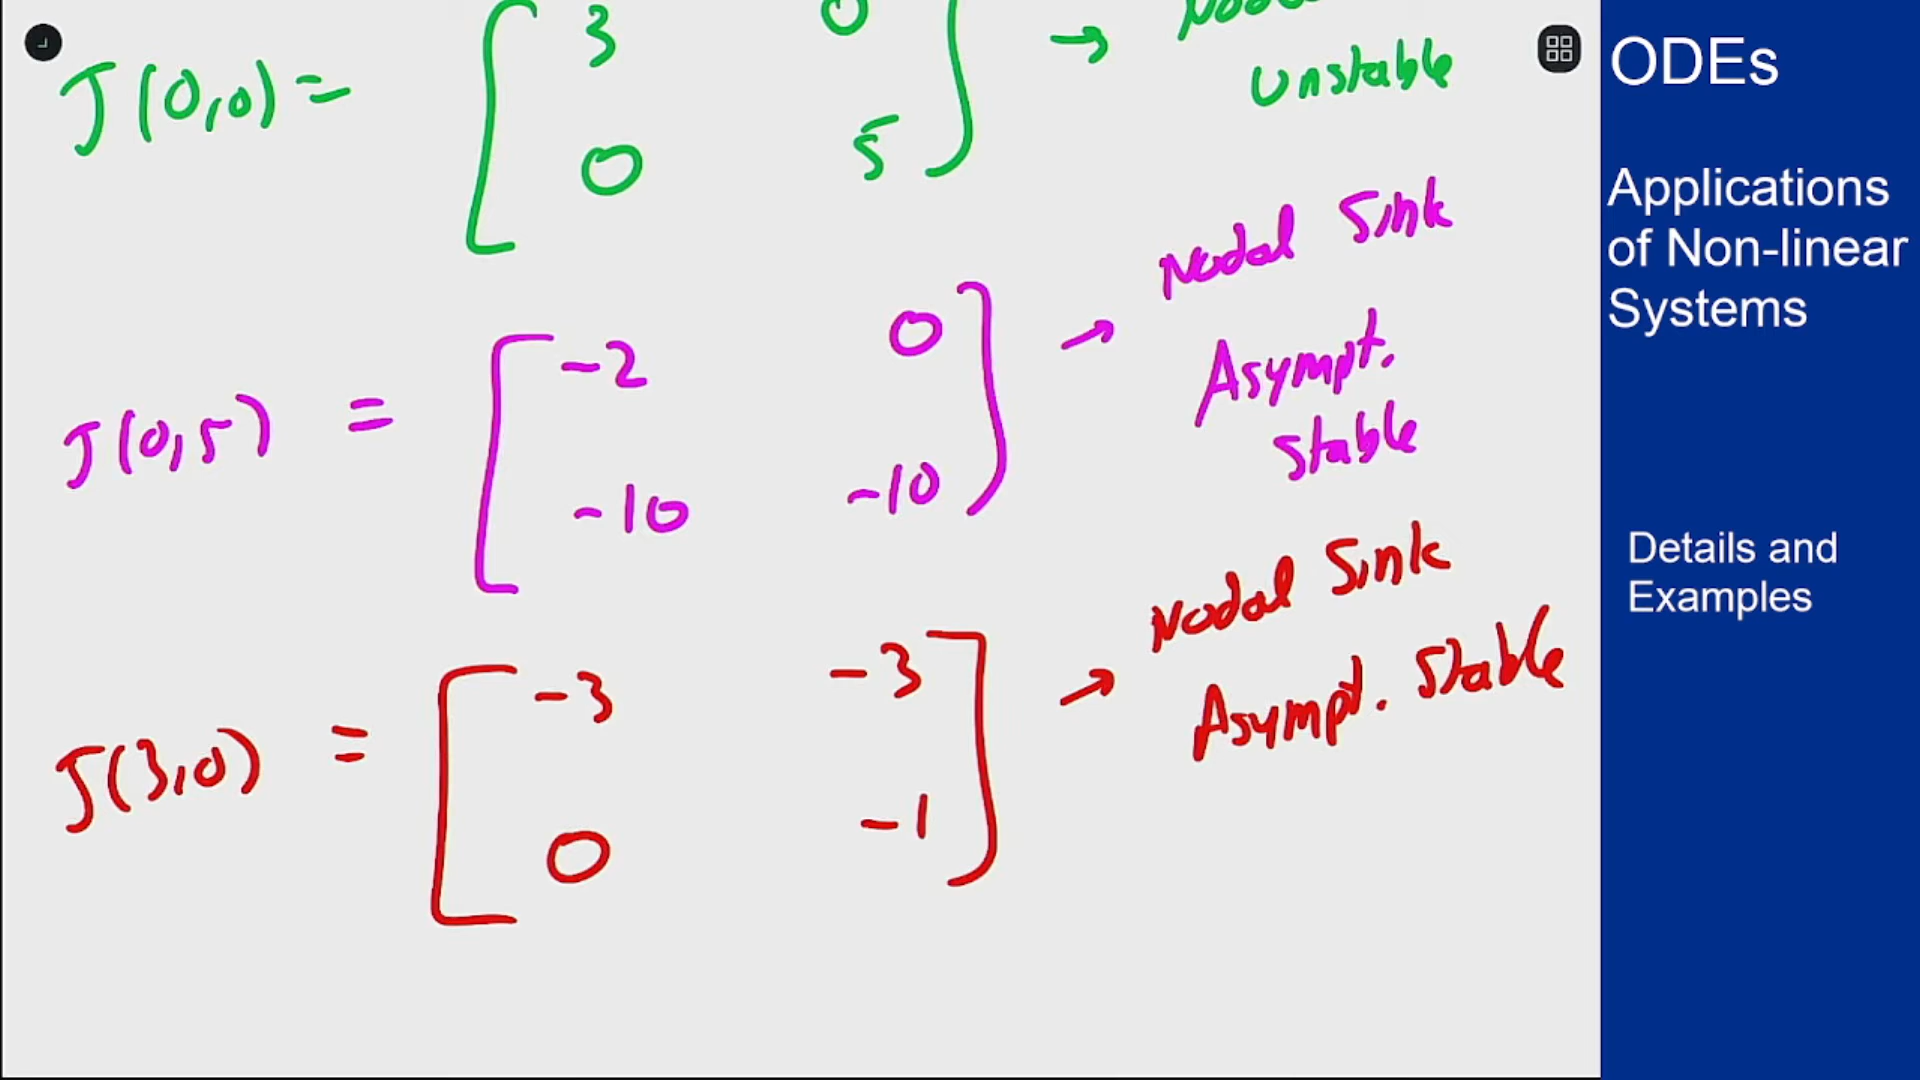 J(0,0) = [ 3 0
0 5 ] →
Unstable
J(0,5) = [ -2 0
-10 -10 ] → Nodal Sink
Asympt.
Stable
J(3,0) = [ -3 -3
0 -1 ] → Nodal Sink
Asympt. Stable
ODEs
Applications
of Non-linear
Systems
Details and
Examples